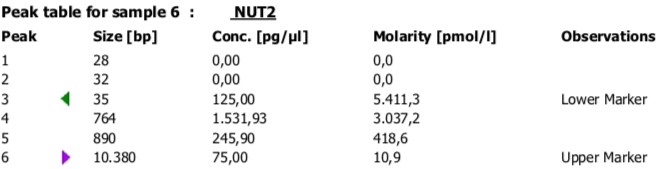 Peak table for sample 6 : NUT2
Peak Size [bp] Conc. [pg/µl] Molarity [pmol/l] Observations
1 28 0,00 0,0
2 32 0,00 0,0
3 35 125,00 5.411,3 Lower Marker
4 764 1.531,93 3.037,2
5 890 245,90 418,6
6 10.380 75,00 10,9 Upper Marker